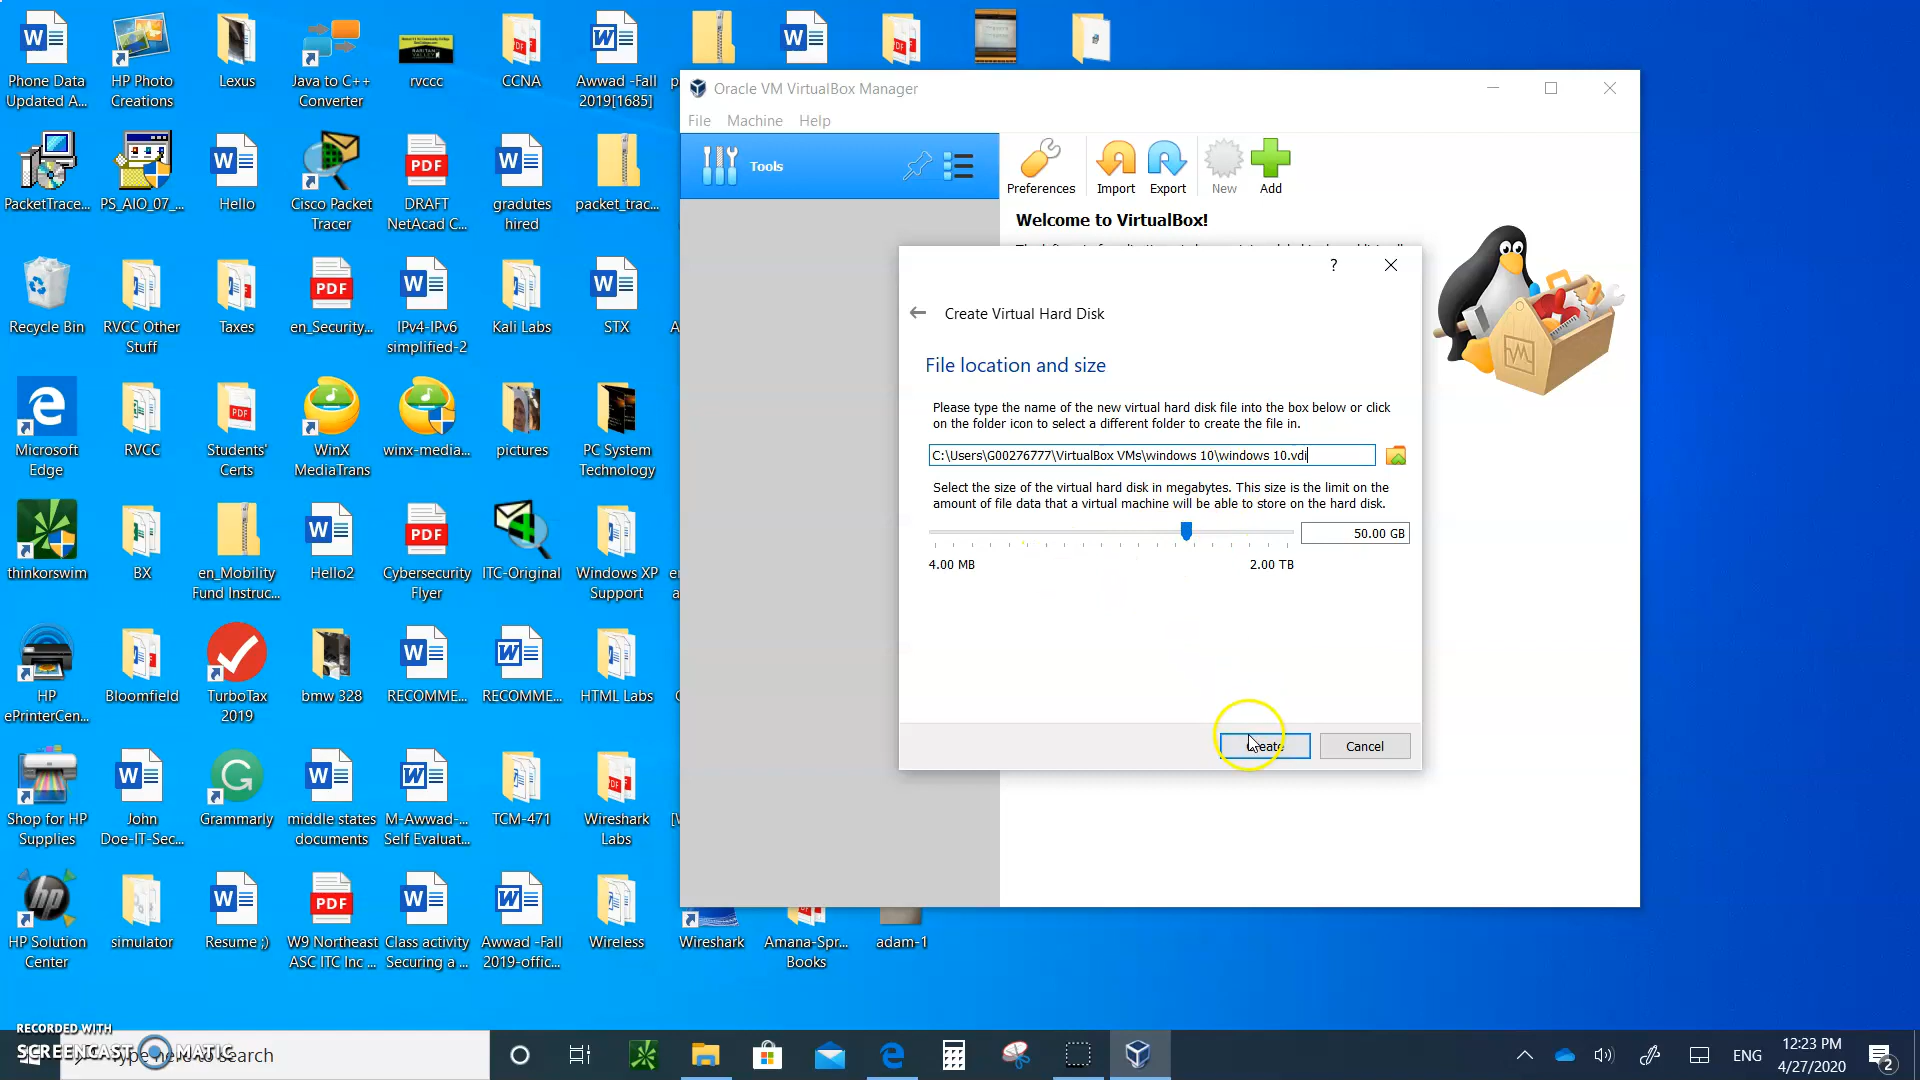 Phone Data
Updated A...
HP Photo
Creations
Lexus
Java to C++
Converter
rvccc
CCNA
Awwad -Fall
2019[1685]
PacketTrace...
PS_AIO_07_...
Hello
Cisco Packet
Tracer
DRAFT
NetAcad C...
gradutes
hired
packet_trac...
Recycle Bin
RVCC Other
Stuff
Taxes
en_Security...
IPv4-IPv6
simplified-2
Kali Labs
STX
Microsoft
Edge
RVCC
Students'
Certs
WinX
MediaTrans
winx-media...
pictures
PC System
Technology
thinkorswim
BX
en_Mobility
Fund Instruc...
Hello2
Cybersecurity
Flyer
ITC-Original
Windows XP
Support
HP
ePrinterCen...
Bloomfield
TurboTax
2019
bmw 328
RECOMME...
RECOMME...
HTML Labs
Shop for HP
Supplies
John
Doe-IT-Sec...
Grammarly
middle states
documents
M-Awwad-...
Self Evaluat...
TCM-471
Wireshark
Labs
HP Solution
Center
simulator
Resume ;)
W9 Northeast
ASC ITC Inc ...
Class activity
Securing a ...
Awwad -Fall
2019-offic...
Wireless
Wireshark
Amana-Spr...
Books
adam-1
Oracle VM VirtualBox Manager
File Machine Help
Tools
Preferences
Import
Export
New
Add
Welcome to VirtualBox!
?
Create Virtual Hard Disk
File location and size
Please type the name of the new virtual hard disk file into the box below or click
on the folder icon to select a different folder to create the file in.
C:\Users\G00276777\VirtualBox VMs\windows 10\windows 10.vdi
Select the size of the virtual hard disk in megabytes. This size is the limit on the
amount of file data that a virtual machine will be able to store on the hard disk.
50.00 GB
4.00 MB
2.00 TB
Create
Cancel
RECORDED WITH
SCREENCAST MATIC
Type here to search
ENG
12:23 PM
4/27/2020
2